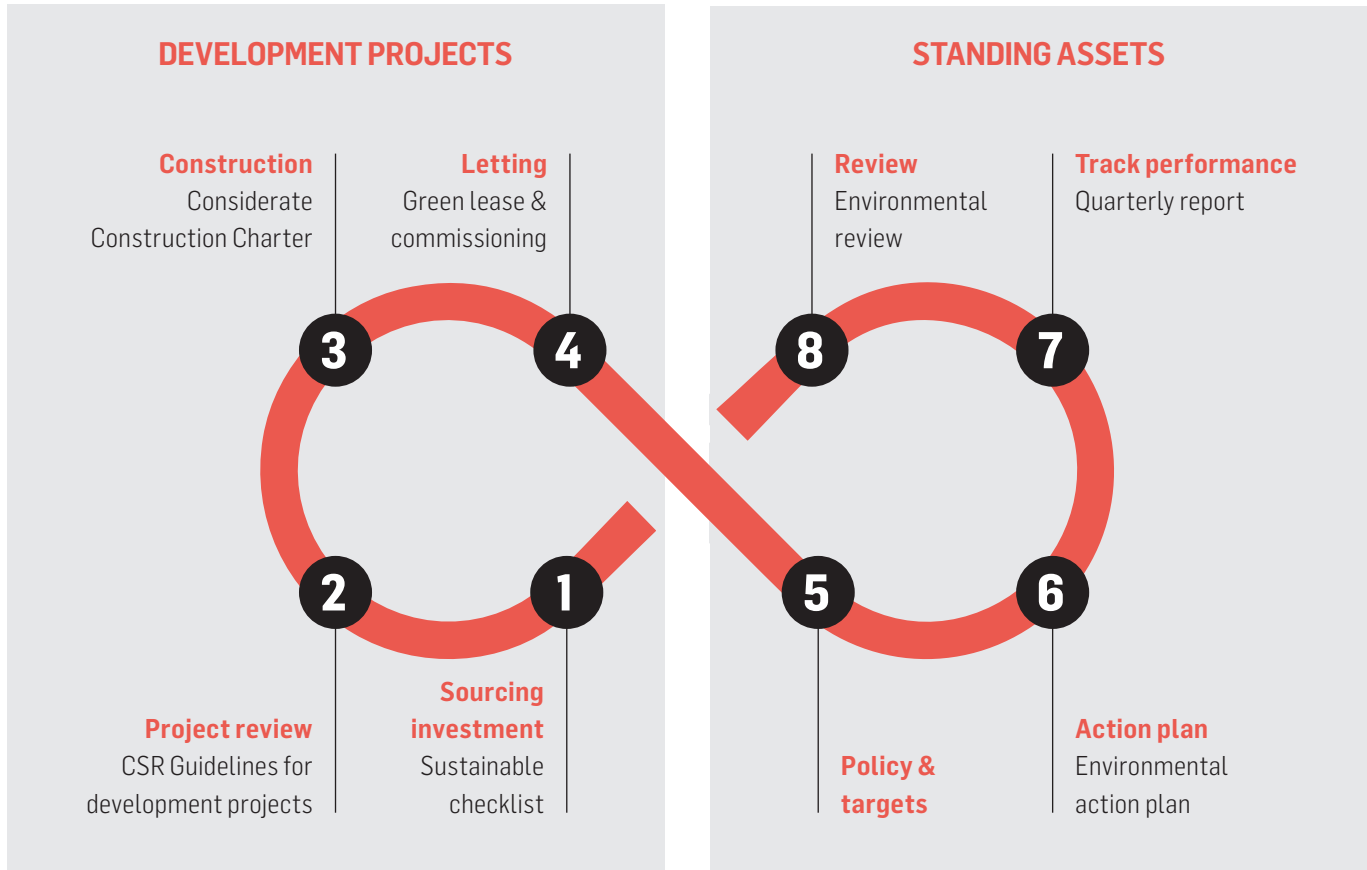 DEVELOPMENT PROJECTS
Construction
Considerate
Construction Charter
Letting
Green lease &
commissioning
3
4
2
1
Project review
CSR Guidelines for
development projects
Sourcing
investment
Sustainable
checklist
STANDING ASSETS
Review
Environmental
review
Track performance
Quarterly report
8
7
5
6
Policy &
targets
Action plan
Environmental
action plan